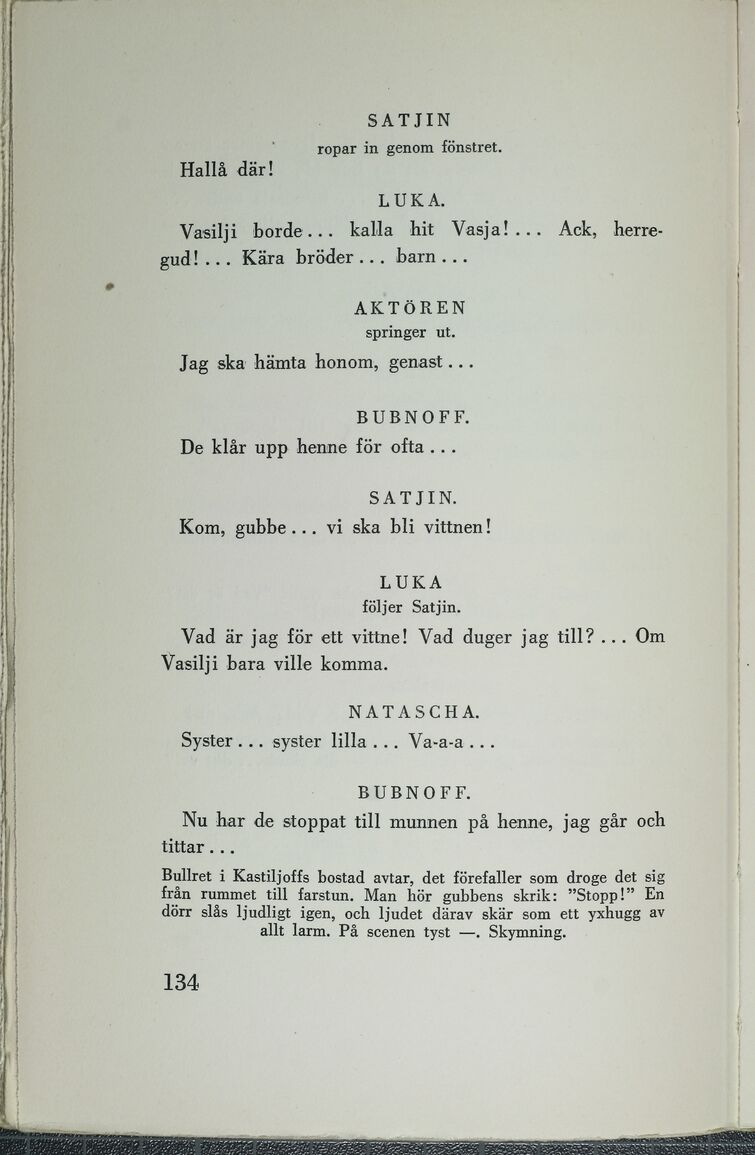 SATJIN
ropar in genom fönstret.
Hallå där!
LUKA.
Vasilji borde... kalla hit Vasja!... Ack, herre-
gud!... Kära bröder... barn...
AKTÖREN
springer ut.
Jag ska hämta honom, genast...
BUBNOFF.
De klår upp henne för ofta...
SATJIN.
Kom, gubbe... vi ska bli vittnen!
LUKA
följer Satjin.
Vad är jag för ett vittne! Vad duger jag till?... Om
Vasilji bara ville komma.
NATASCHA.
Syster... syster lilla... Va-a-a...
BUBNOFF.
Nu har de stoppat till munnen på henne, jag går och
tittar...
Bullret i Kastiljoffs bostad avtar, det förefaller som droge det sig
från rummet till farstun. Man hör gubbens skrik: ”Stopp!” En
dörr slås ljudligt igen, och ljudet därav skär som ett yxhugg av
allt larm. På scenen tyst —. Skymning.
134